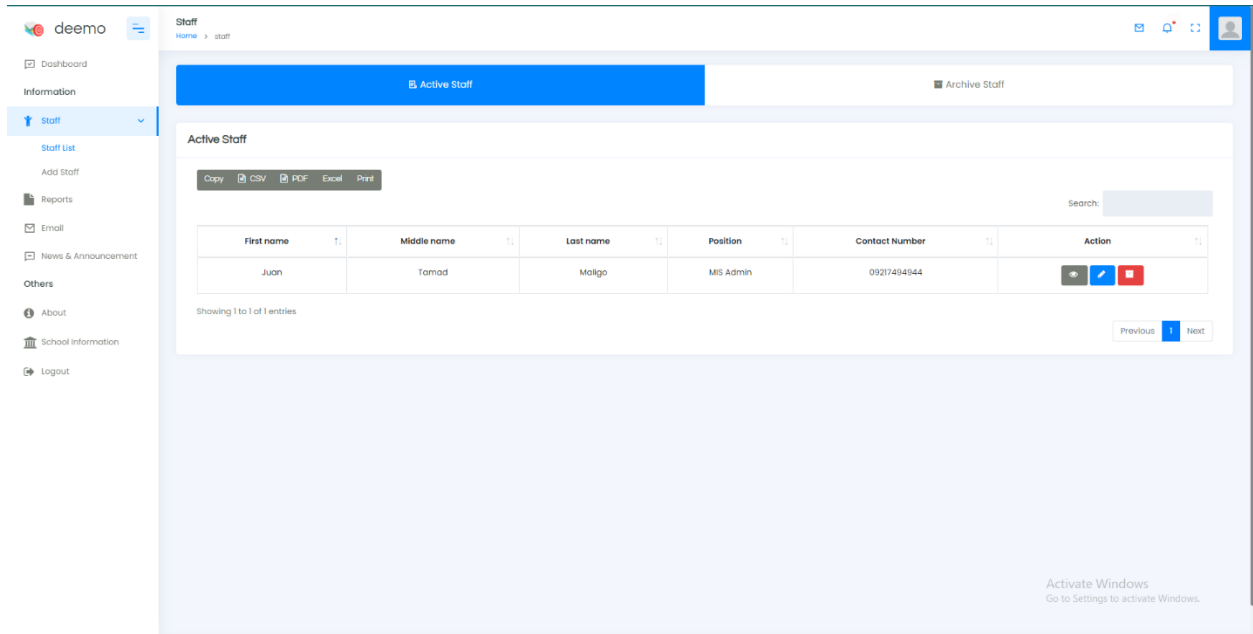 deemo
Staff
Home > staff
Dashboard
Information
Staff
Staff List
Add Staff
Reports
Email
News & Announcement
Others
About
School Information
Logout
Active Staff
Archive Staff
Active Staff
Copy CSV PDF Excel Print
Search:
First name Middle name Last name Position Contact Number Action
Juan Tamad Maligo MIS Admin 09217494944
Showing 1 to 1 of 1 entries
Previous 1 Next
Activate Windows
Go to Settings to activate Windows.